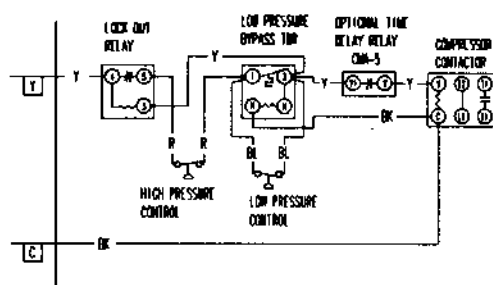 LOCK OUT
RELAY
LOW PRESSURE
BYPASS TDR
OPTIONAL TIME
DELAY RELAY
COMPRESSOR
CONTACTOR
Y
Y
Y
Y
Y
R
R
BL
BL
BK
HIGH PRESSURE
CONTROL
LOW PRESSURE
CONTROL
C
BK